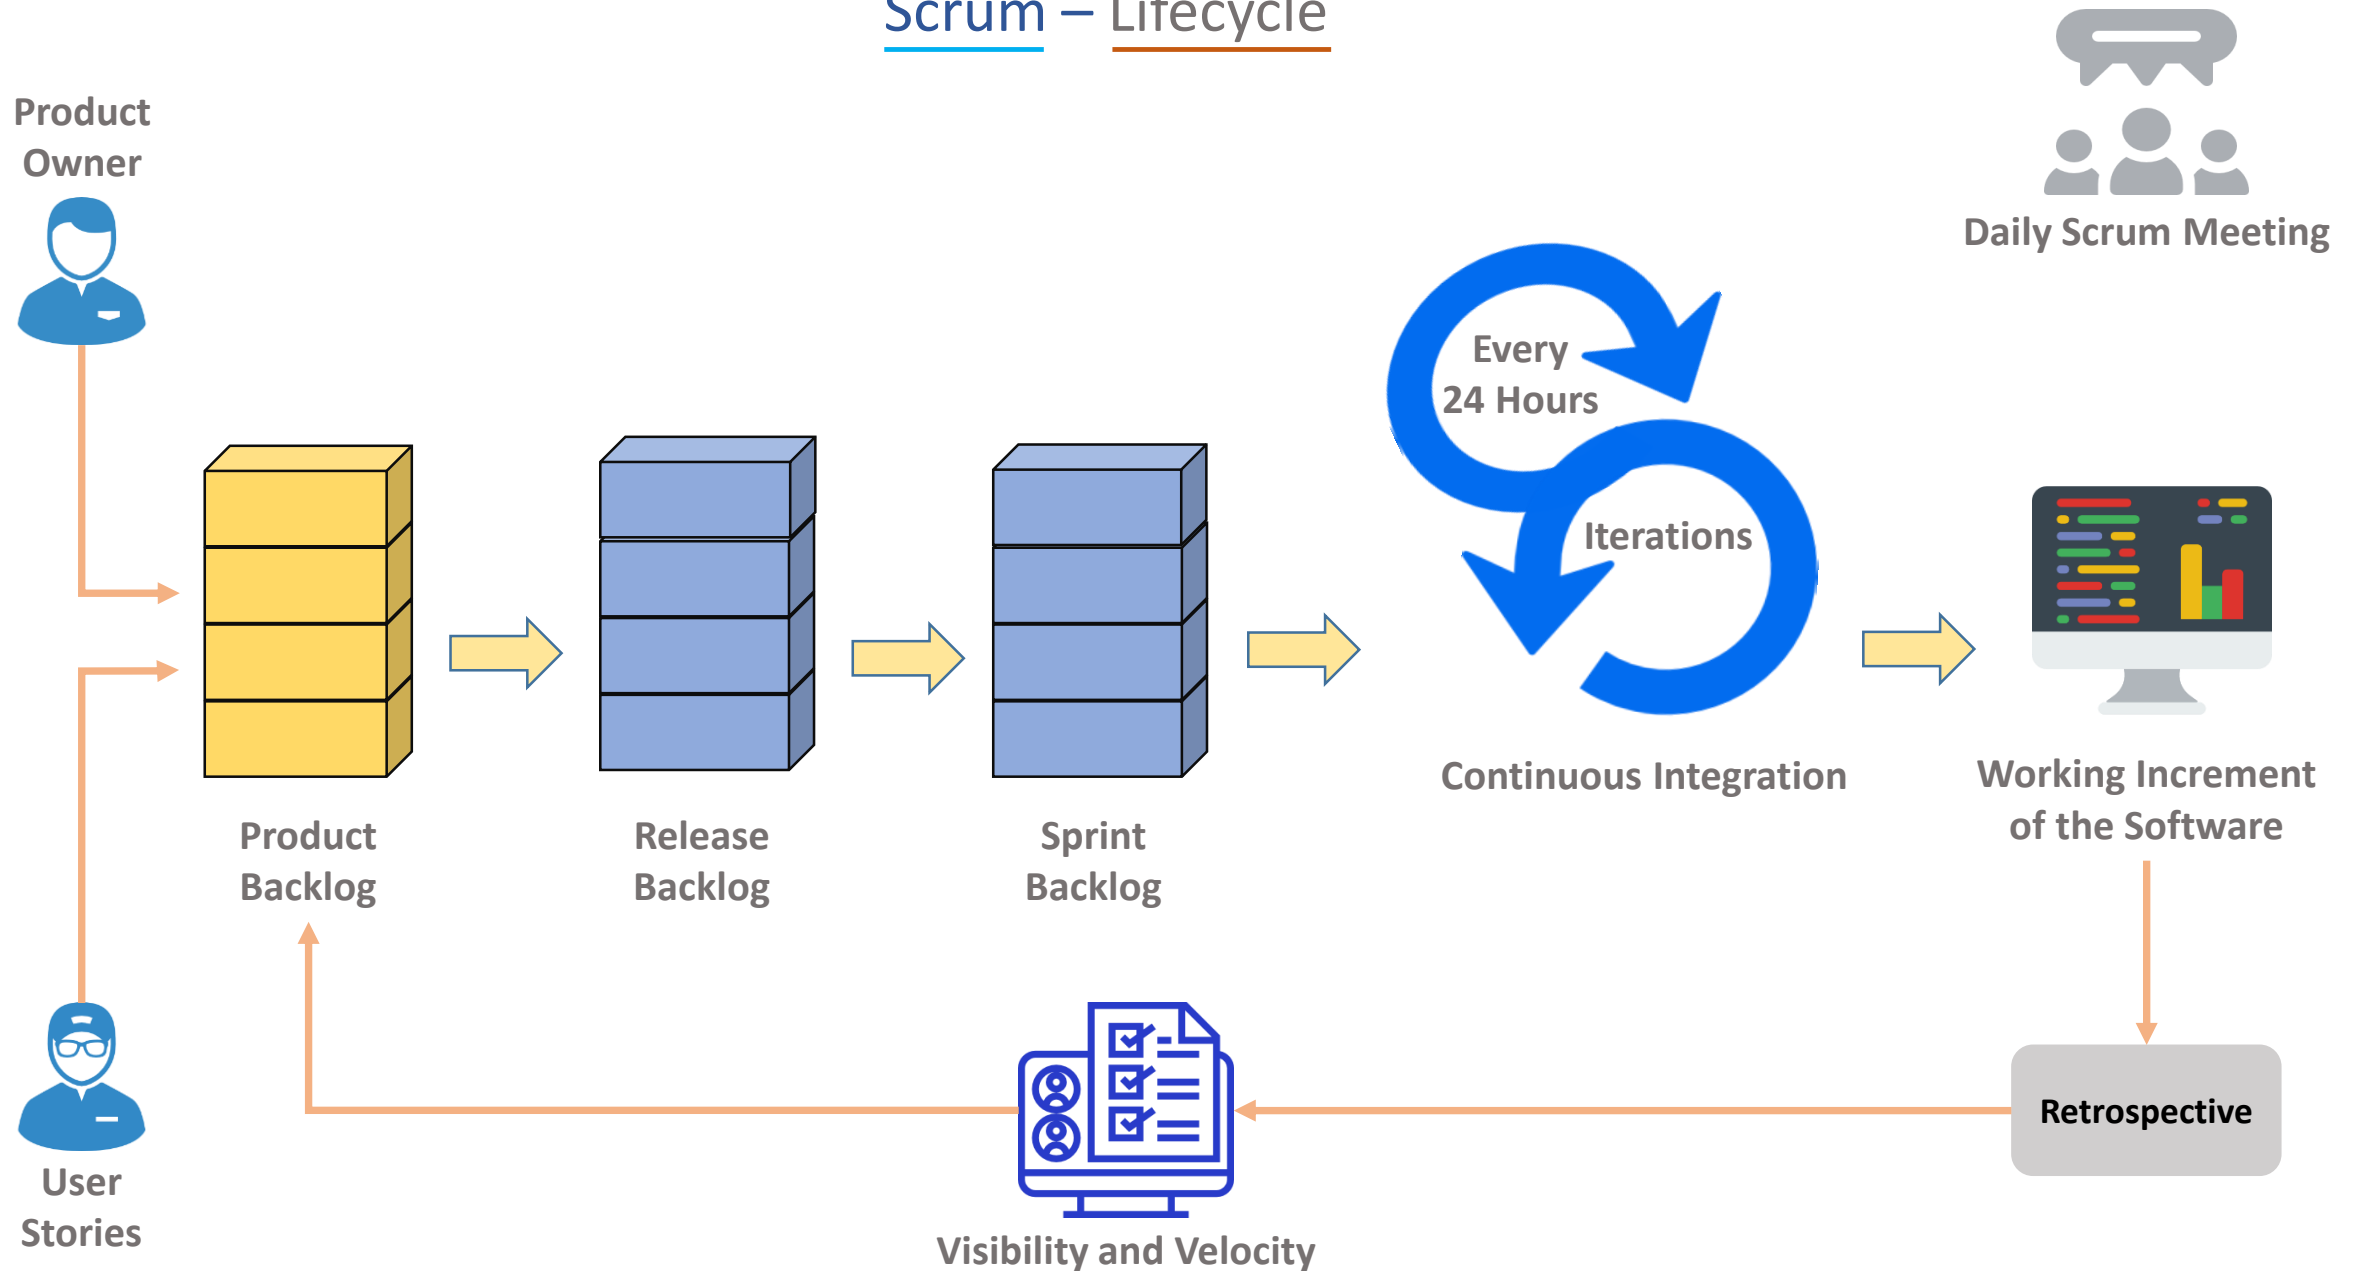 Scrum – Lifecycle
Product
Owner
Daily Scrum Meeting
Every
24 Hours
Iterations
Continuous Integration
Working Increment
of the Software
Product
Backlog
Release
Backlog
Sprint
Backlog
Retrospective
User
Stories
Visibility and Velocity